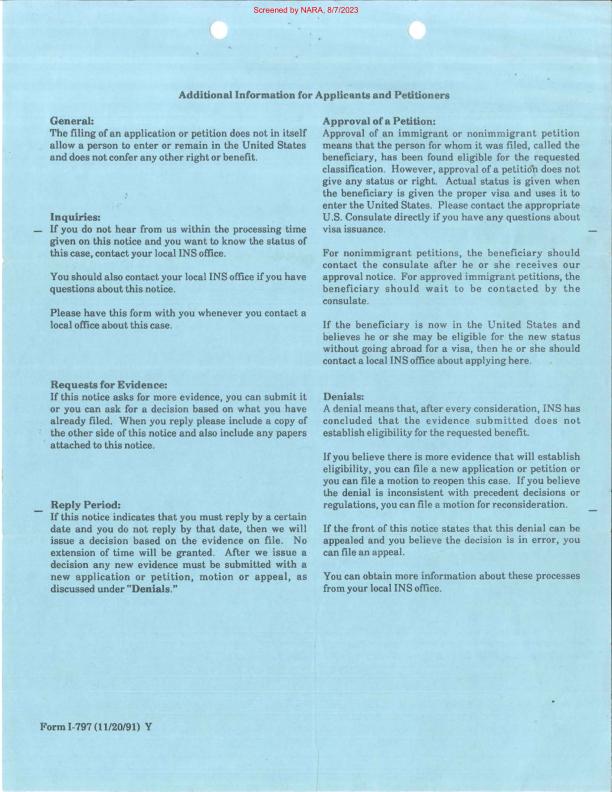 Screened by NARA, 8/7/2023
Additional Information for Applicants and Petitioners
General:
The filing of an application or petition does not in itself
allow a person to enter or remain in the United States
and does not confer any other right or benefit.
Inquiries:
If you do not hear from us within the processing time
given on this notice and you want to know the status of
this case, contact your local INS office.
You should also contact your local INS office if you have
questions about this notice.
Please have this form with you whenever you contact a
local office about this case.
Requests for Evidence:
If this notice asks for more evidence, you can submit it
or you can ask for a decision based on what you have
already filed. When you reply please include a copy of
the other side of this notice and also include any papers
attached to this notice.
Reply Period:
If this notice indicates that you must reply by a certain
date and you do not reply by that date, then we will
issue a decision based on the evidence on file. No
extension of time will be granted. After we issue a
decision any new evidence must be submitted with a
new application or petition, motion or appeal, as
discussed under "Denials."
Approval of a Petition:
Approval of an immigrant or nonimmigrant petition
means that the person for whom it was filed, called the
beneficiary, has been found eligible for the requested
classification. However, approval of a petition does not
give any status or right. Actual status is given when
the beneficiary is given the proper visa and uses it to
enter the United States. Please contact the appropriate
U.S. Consulate directly if you have any questions about
visa issuance.
For nonimmigrant petitions, the beneficiary should
contact the consulate after he or she receives our
approval notice. For approved immigrant petitions, the
beneficiary should wait to be contacted by the
consulate.
If the beneficiary is now in the United States and
believes he or she may be eligible for the new status
without going abroad for a visa, then he or she should
contact a local INS office about applying here.
Denials:
A denial means that, after every consideration, INS has
concluded that the evidence submitted does not
establish eligibility for the requested benefit.
If you believe there is more evidence that will establish
eligibility, you can file a new application or petition or
you can file a motion to reopen this case. If you believe
the denial is inconsistent with precedent decisions or
regulations, you can file a motion for reconsideration.
If the front of this notice states that this denial can be
appealed and you believe the decision is in error, you
can file an appeal.
You can obtain more information about these processes
from your local INS office.
Form I-797 (11/20/91) Y